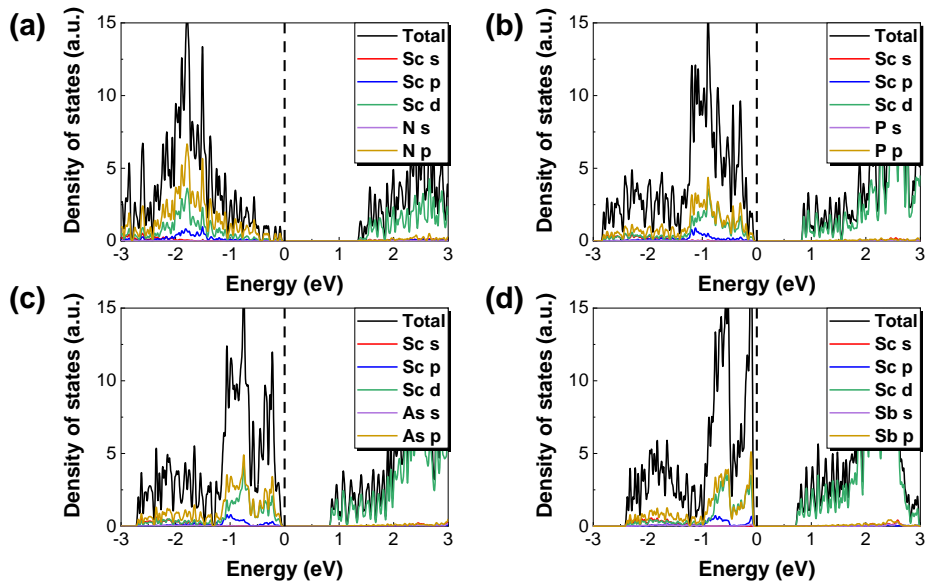 (a)
Density of states (a.u.)
15
10
5
0
-3 -2 -1 0 1 2 3
Energy (eV)
Total
Sc s
Sc p
Sc d
N s
N p
(b)
Density of states (a.u.)
15
10
5
0
-3 -2 -1 0 1 2 3
Energy (eV)
Total
Sc s
Sc p
Sc d
P s
P p
(c)
Density of states (a.u.)
15
10
5
0
-3 -2 -1 0 1 2 3
Energy (eV)
Total
Sc s
Sc p
Sc d
As s
As p
(d)
Density of states (a.u.)
15
10
5
0
-3 -2 -1 0 1 2 3
Energy (eV)
Total
Sc s
Sc p
Sc d
Sb s
Sb p